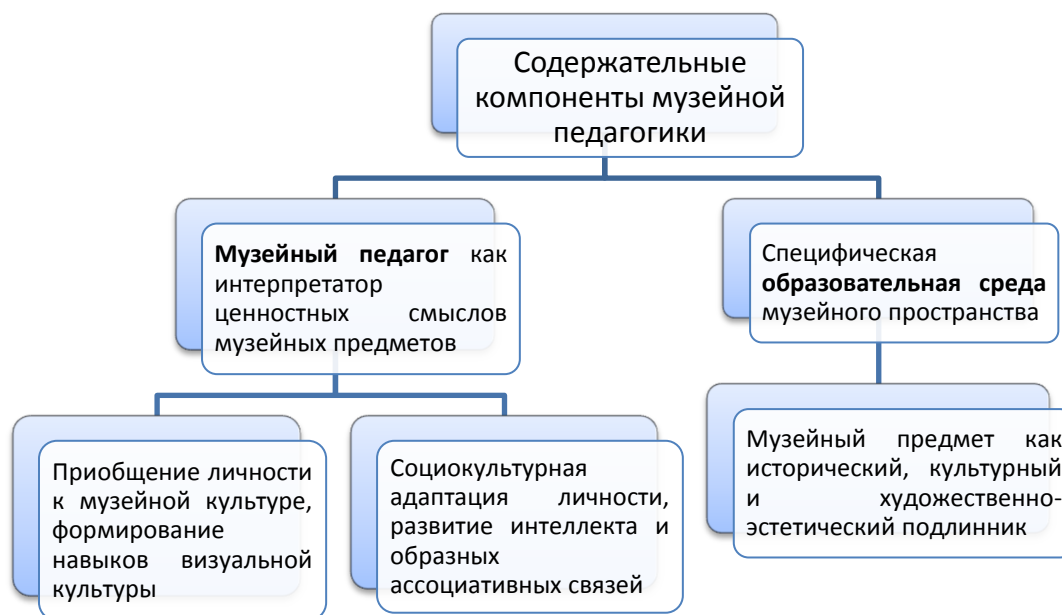 Содержательные
компоненты музейной
педагогики
Музейный педагог как
интерпретатор
ценностных смыслов
музейных предметов
Специфическая
образовательная среда
музейного пространства
Приобщение личности
к музейной культуре,
формирование
навыков визуальной
культуры
Социокультурная
адаптация личности,
развитие интеллекта и
образных
ассоциативных связей
Музейный предмет как
исторический, культурный
и художественно-
эстетический подлинник